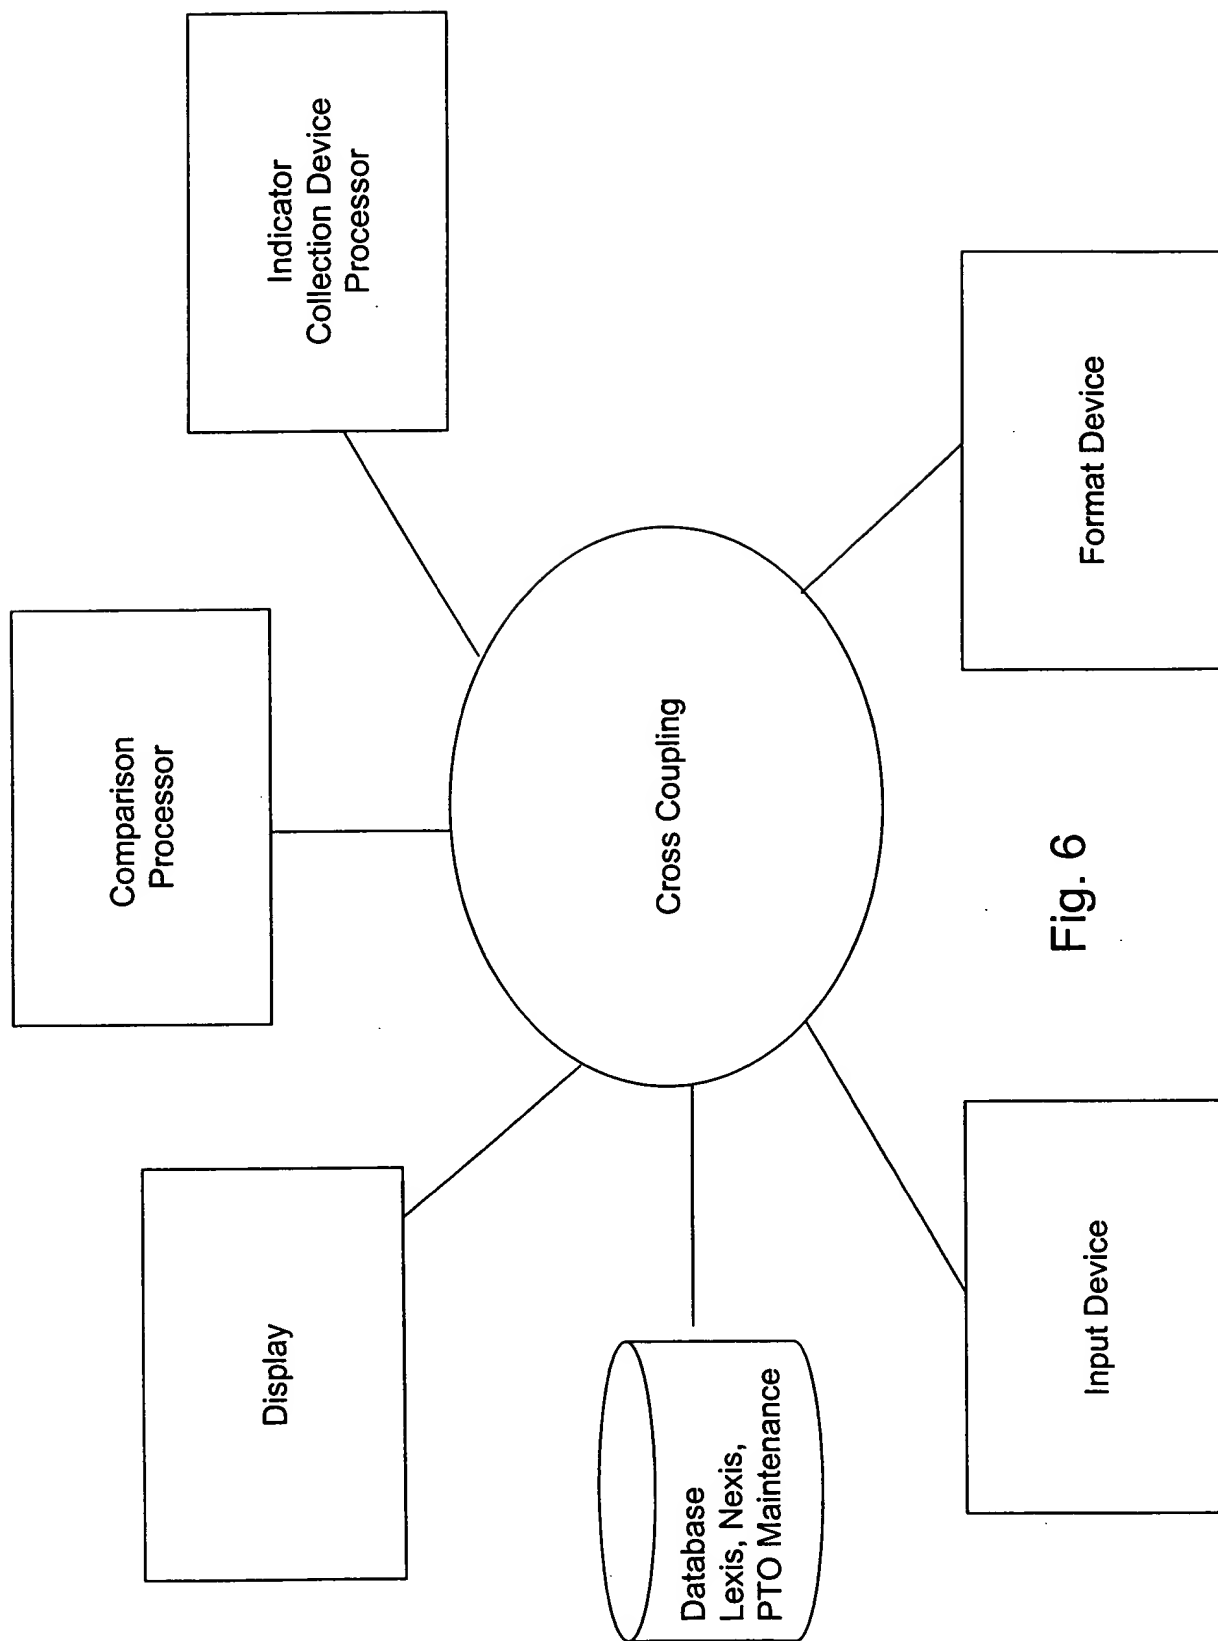 Display
Comparison
Processor
Indicator
Collection Device
Processor
Database
Lexis, Nexis,
PTO Maintenance
Cross Coupling
Input Device
Format Device
Fig. 6